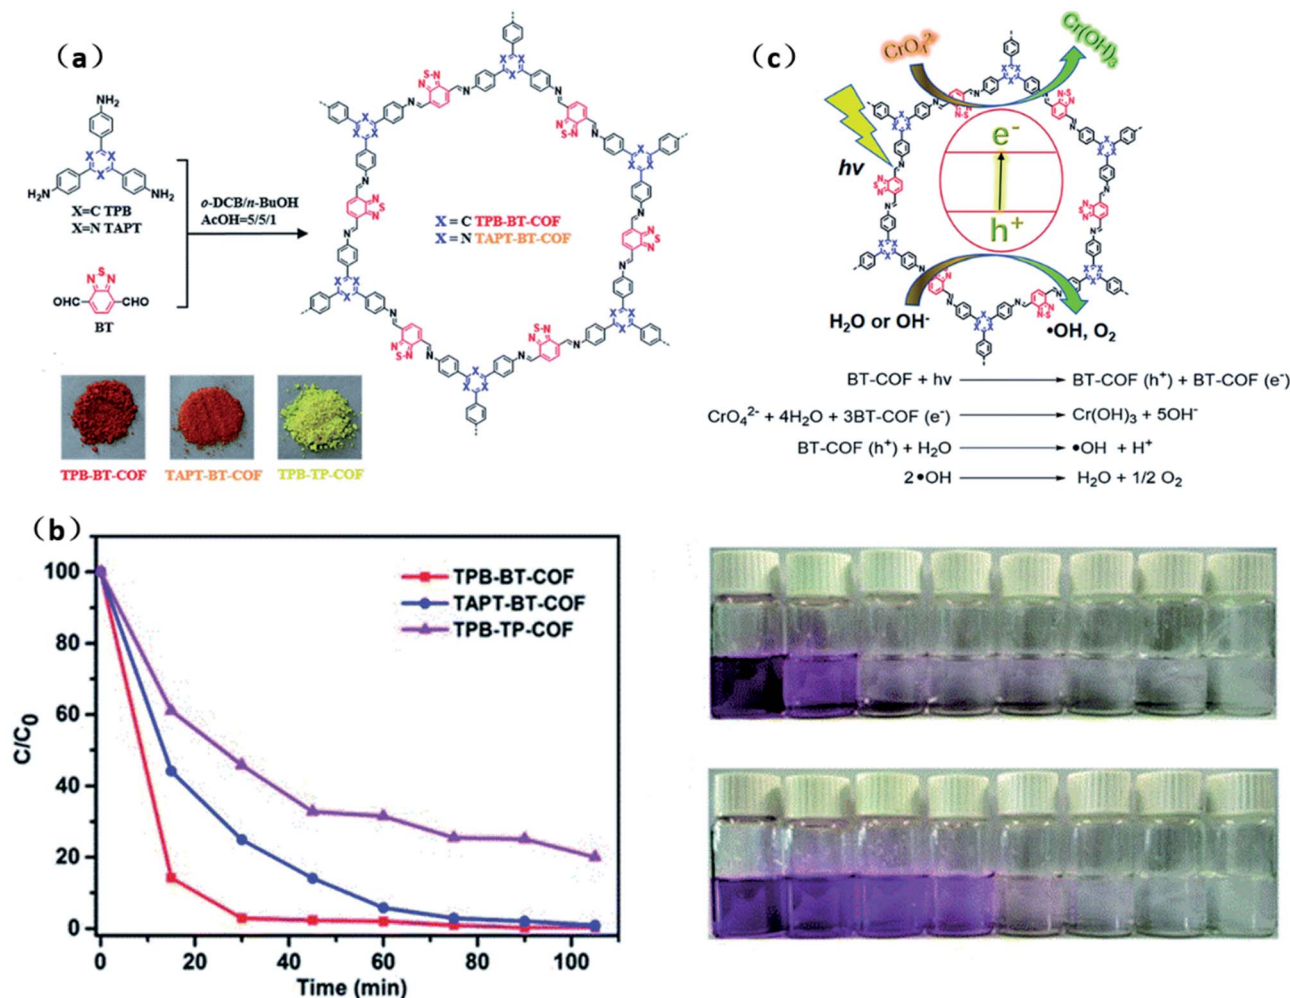 (a)
NH₂
NH₂
NH₂
X=C TPB
X=N TAPT
S
N N
OHC
CHO
BT
o-DCB/n-BuOH
AcOH=5/5/1
X = C TPB-BT-COF
X = N TAPT-BT-COF
TPB-BT-COF
TAPT-BT-COF
TPB-TP-COF
(c)
CrO₄²⁻
Cr(OH)₃
hv
e⁻
h⁺
H₂O or OH⁻
•OH, O₂
BT-COF + hv → BT-COF (h⁺) + BT-COF (e⁻)
CrO₄²⁻ + 4H₂O + 3BT-COF (e⁻) → Cr(OH)₃ + 5OH⁻
BT-COF (h⁺) + H₂O → •OH + H⁺
2 •OH → H₂O + 1/2 O₂
(b)
TPB-BT-COF
TAPT-BT-COF
TPB-TP-COF
C/C₀
100
80
60
40
20
0
0 20 40 60 80 100
Time (min)